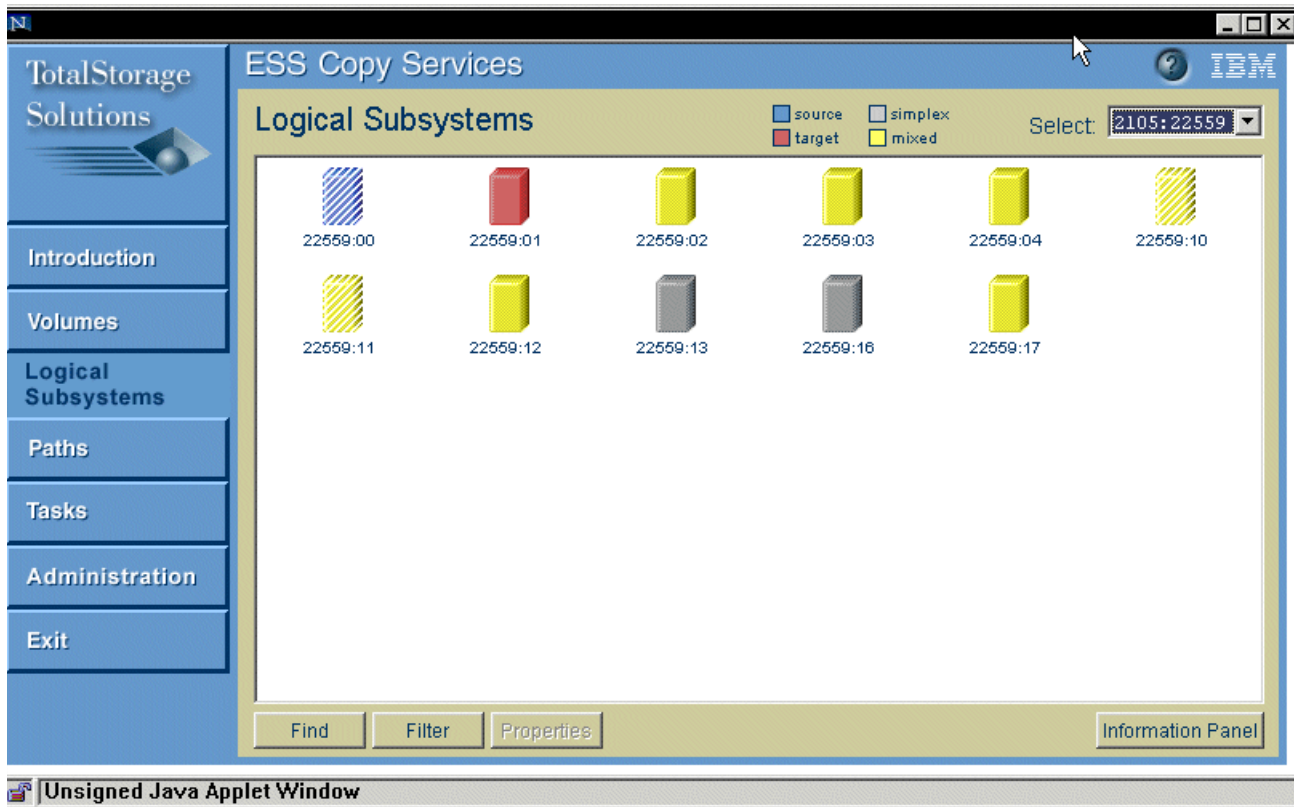 N
TotalStorage
Solutions
ESS Copy Services
? IBM
Logical Subsystems
source
simplex
target
mixed
Select:
2105:22559
22559:00 22559:01 22559:02 22559:03 22559:04 22559:10
22559:11 22559:12 22559:13 22559:16 22559:17
Introduction
Volumes
Logical
Subsystems
Paths
Tasks
Administration
Exit
Find Filter Properties Information Panel
Unsigned Java Applet Window